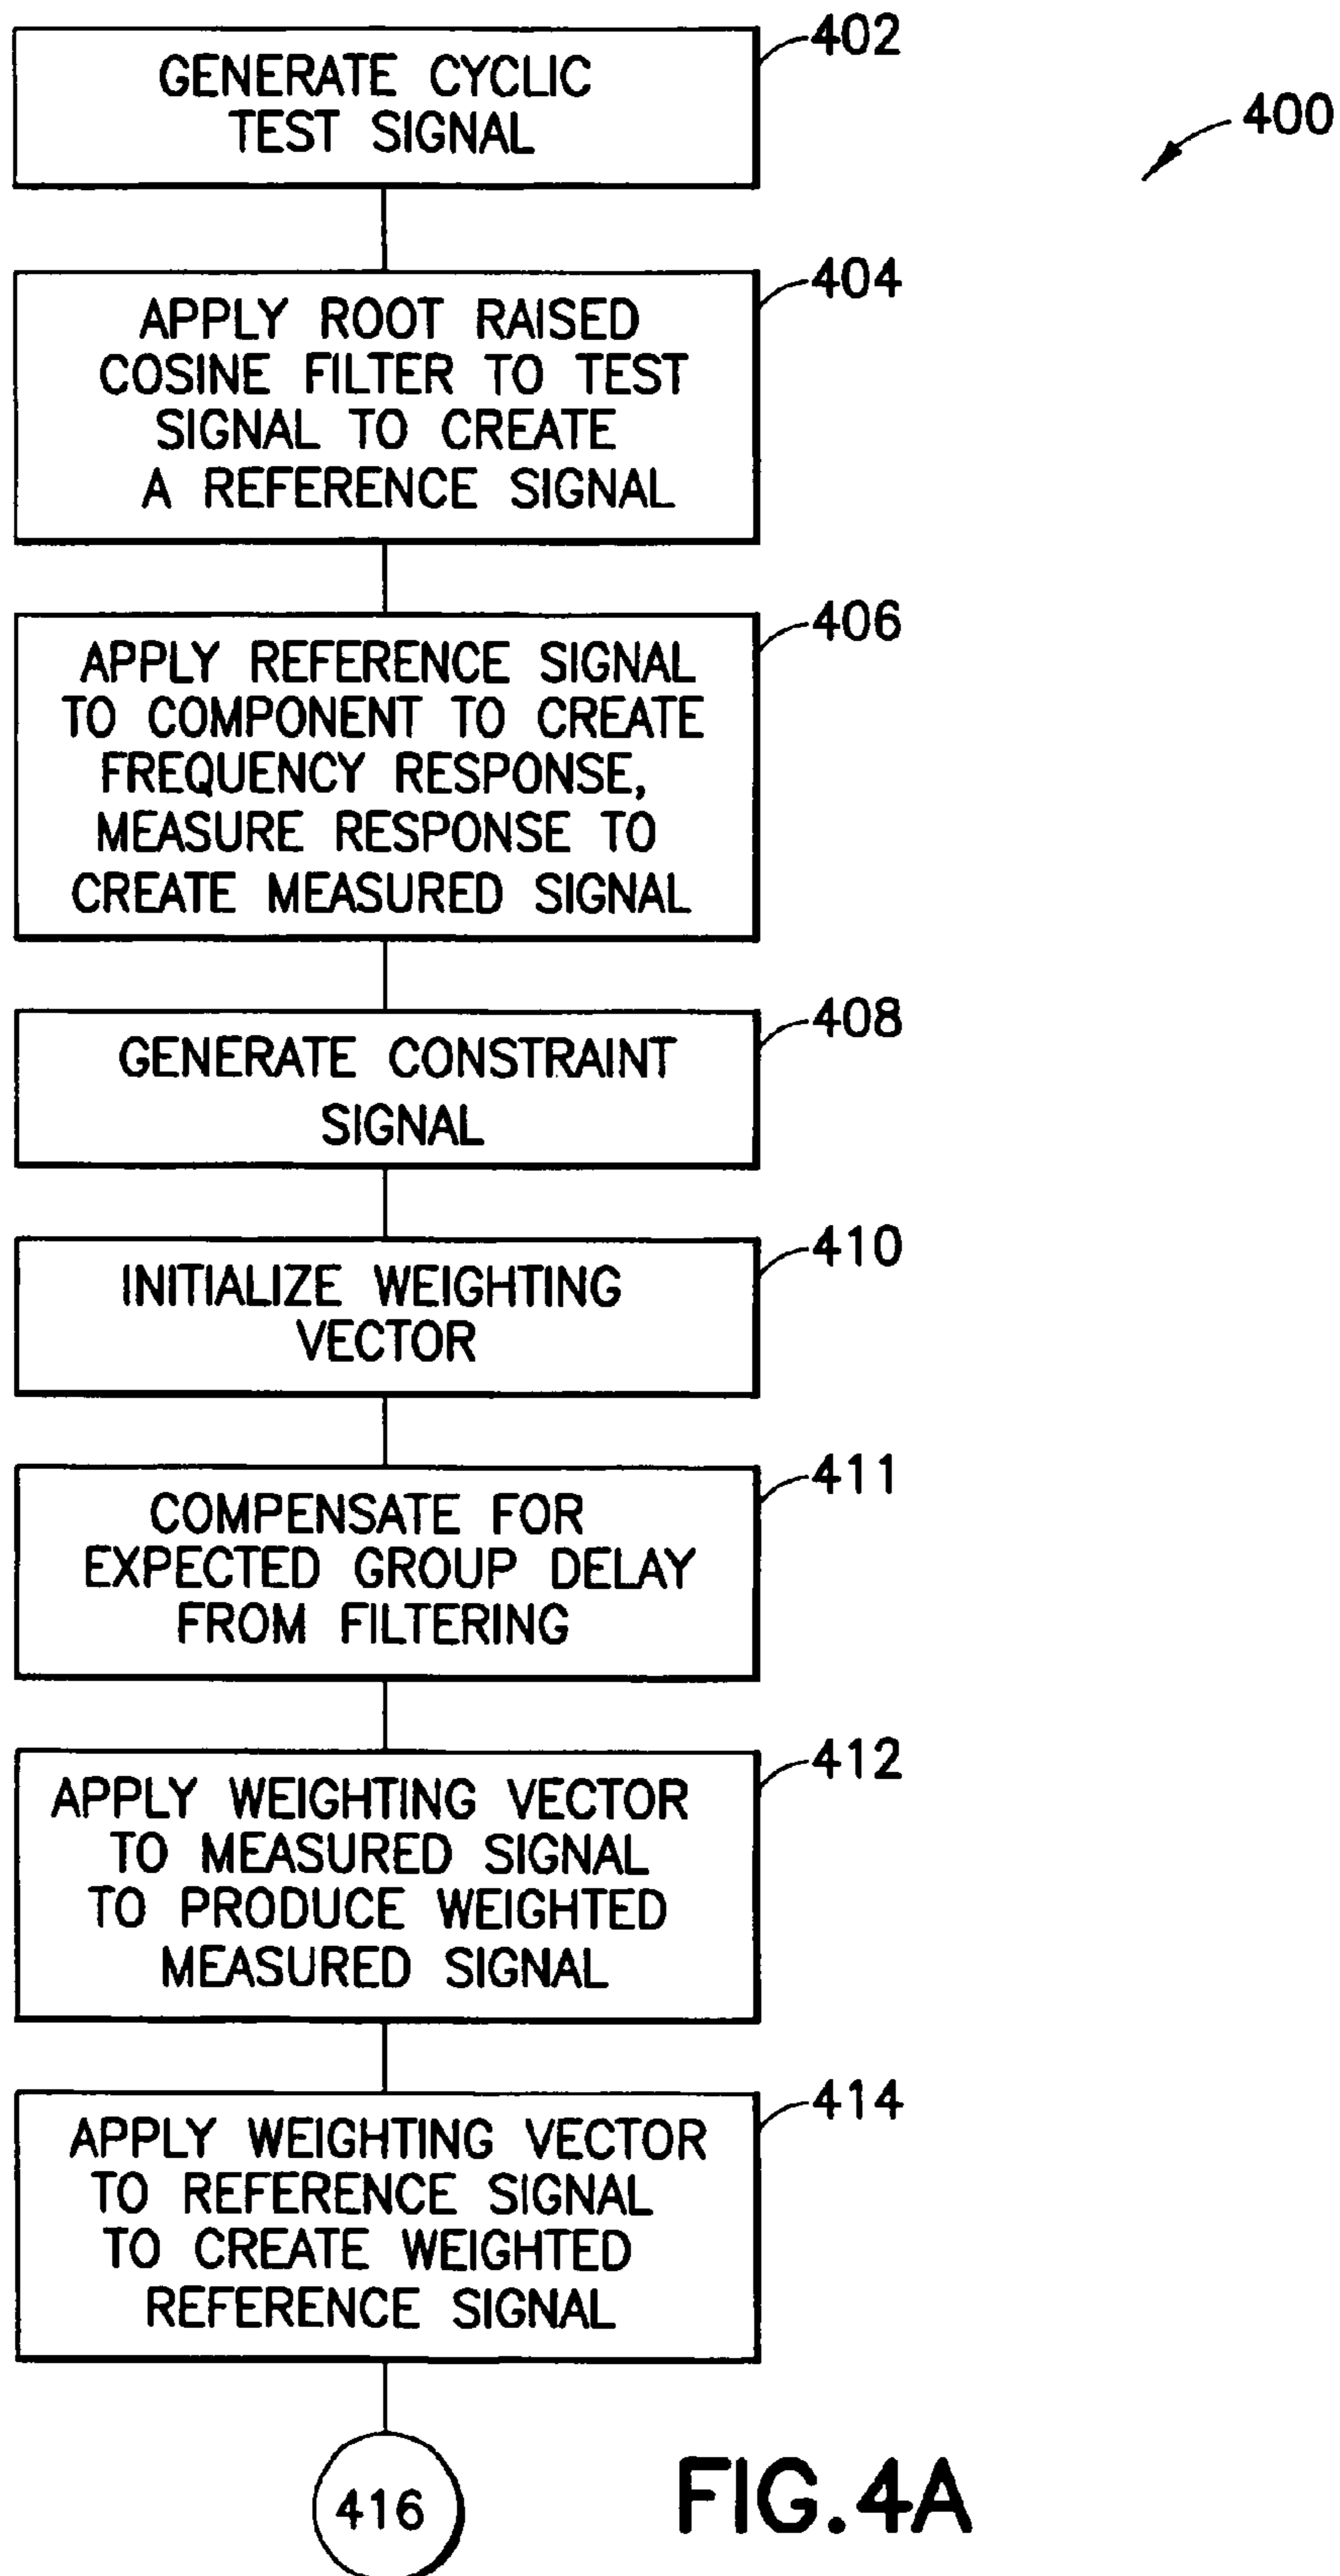 402
GENERATE CYCLIC
TEST SIGNAL
400
404
APPLY ROOT RAISED
COSINE FILTER TO TEST
SIGNAL TO CREATE
A REFERENCE SIGNAL
406
APPLY REFERENCE SIGNAL
TO COMPONENT TO CREATE
FREQUENCY RESPONSE,
MEASURE RESPONSE TO
CREATE MEASURED SIGNAL
408
GENERATE CONSTRAINT
SIGNAL
410
INITIALIZE WEIGHTING
VECTOR
411
COMPENSATE FOR
EXPECTED GROUP DELAY
FROM FILTERING
412
APPLY WEIGHTING VECTOR
TO MEASURED SIGNAL
TO PRODUCE WEIGHTED
MEASURED SIGNAL
414
APPLY WEIGHTING VECTOR
TO REFERENCE SIGNAL
TO CREATE WEIGHTED
REFERENCE SIGNAL
416
FIG.4A